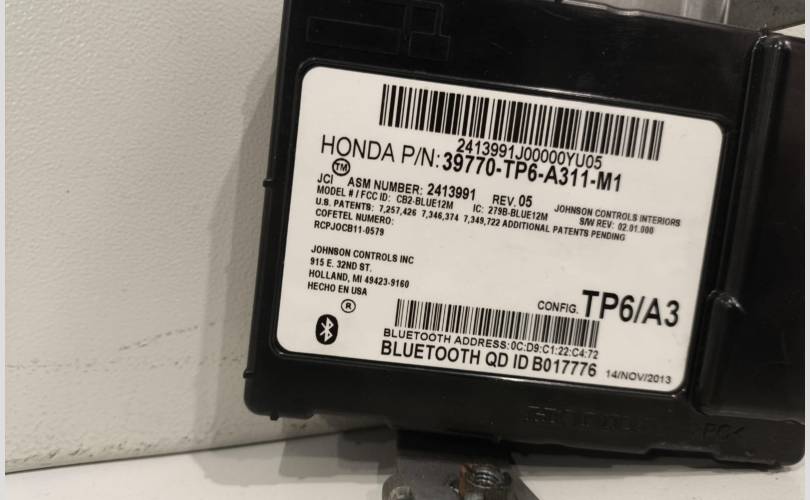 2413991J00000YU05
HONDA P/N: 39770-TP6-A311-M1
TM
JCI ASM NUMBER: 2413991 REV. 05 JOHNSON CONTROLS INTERIORS
MODEL # / FCC ID: CB2-BLUE12M IC: 279B-BLUE12M S/W REV: 02.01.000
U.S. PATENTS: 7,257,426 7,346,374 7,349,722 ADDITIONAL PATENTS PENDING
COFETEL NUMERO:
RCPJOCB11-0579
JOHNSON CONTROLS INC
915 E. 32ND ST.
HOLLAND, MI 49423-9160
HECHO EN USA
CONFIG. TP6/A3
®
BLUETOOTH ADDRESS:0C:D9:C1:22:C4:72
BLUETOOTH QD ID B017776
14/NOV/2013